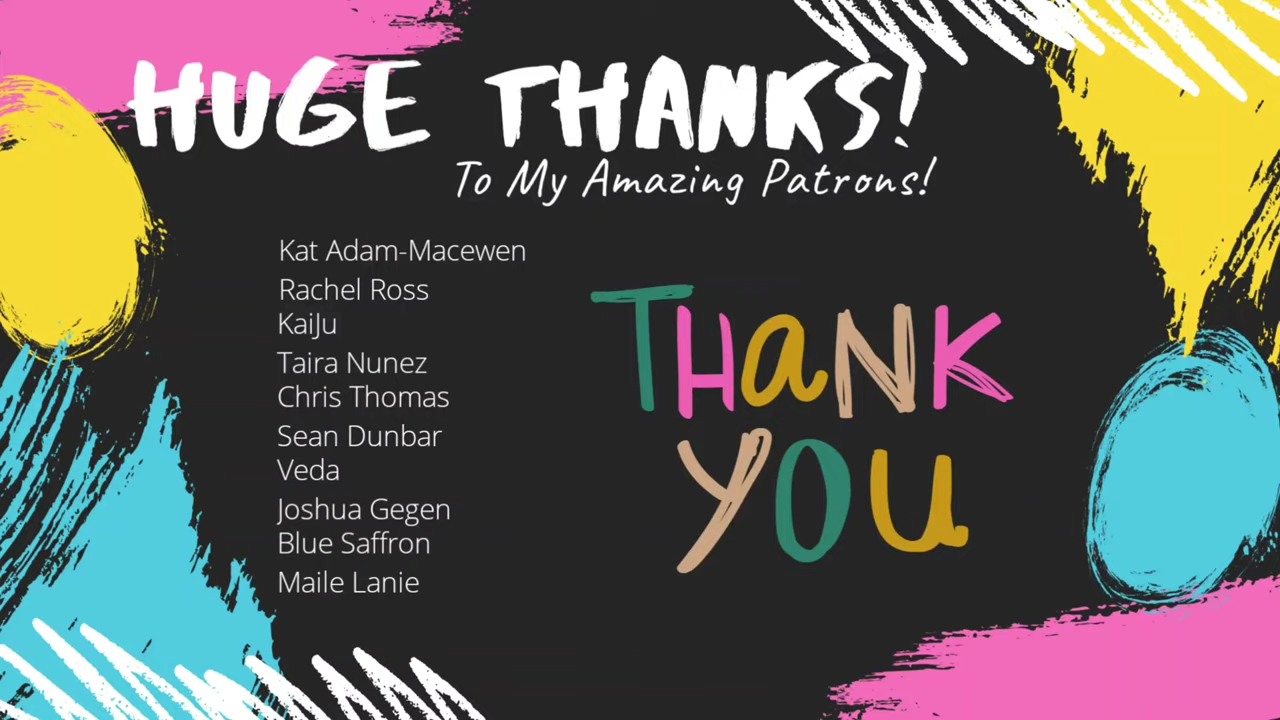 HUGE THANKS!
To My Amazing Patrons!
Kat Adam-Macewen
Rachel Ross
KaiJu
Taira Nunez
Chris Thomas
Sean Dunbar
Veda
Joshua Gegen
Blue Saffron
Maile Lanie
THaNK
YOu